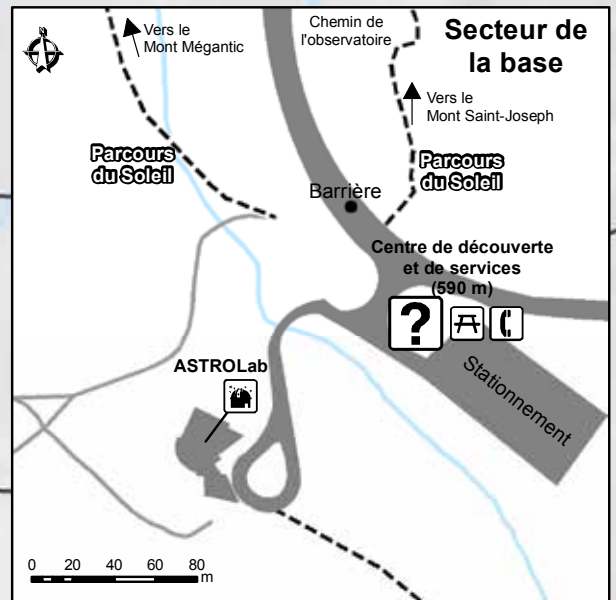 Vers le
Mont Mégantic
Chemin de
l'observatoire
Secteur de
la base
Vers le
Mont Saint-Joseph
Parcours
du Soleil
Parcours
du Soleil
Barrière
Centre de découverte
et de services
(590 m)
?
ASTROLab
Stationnement
0 20 40 60 80
m